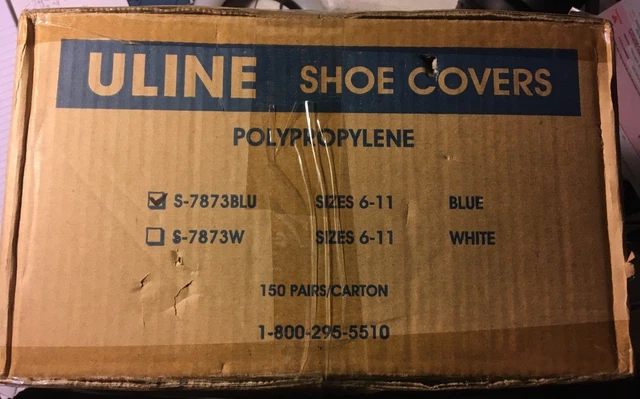 ULINE SHOE COVERS
POLYPROPYLENE
☑ S-7873BLU SIZES 6-11 BLUE
☐ S-7873W SIZES 6-11 WHITE
150 PAIRS/CARTON
1-800-295-5510